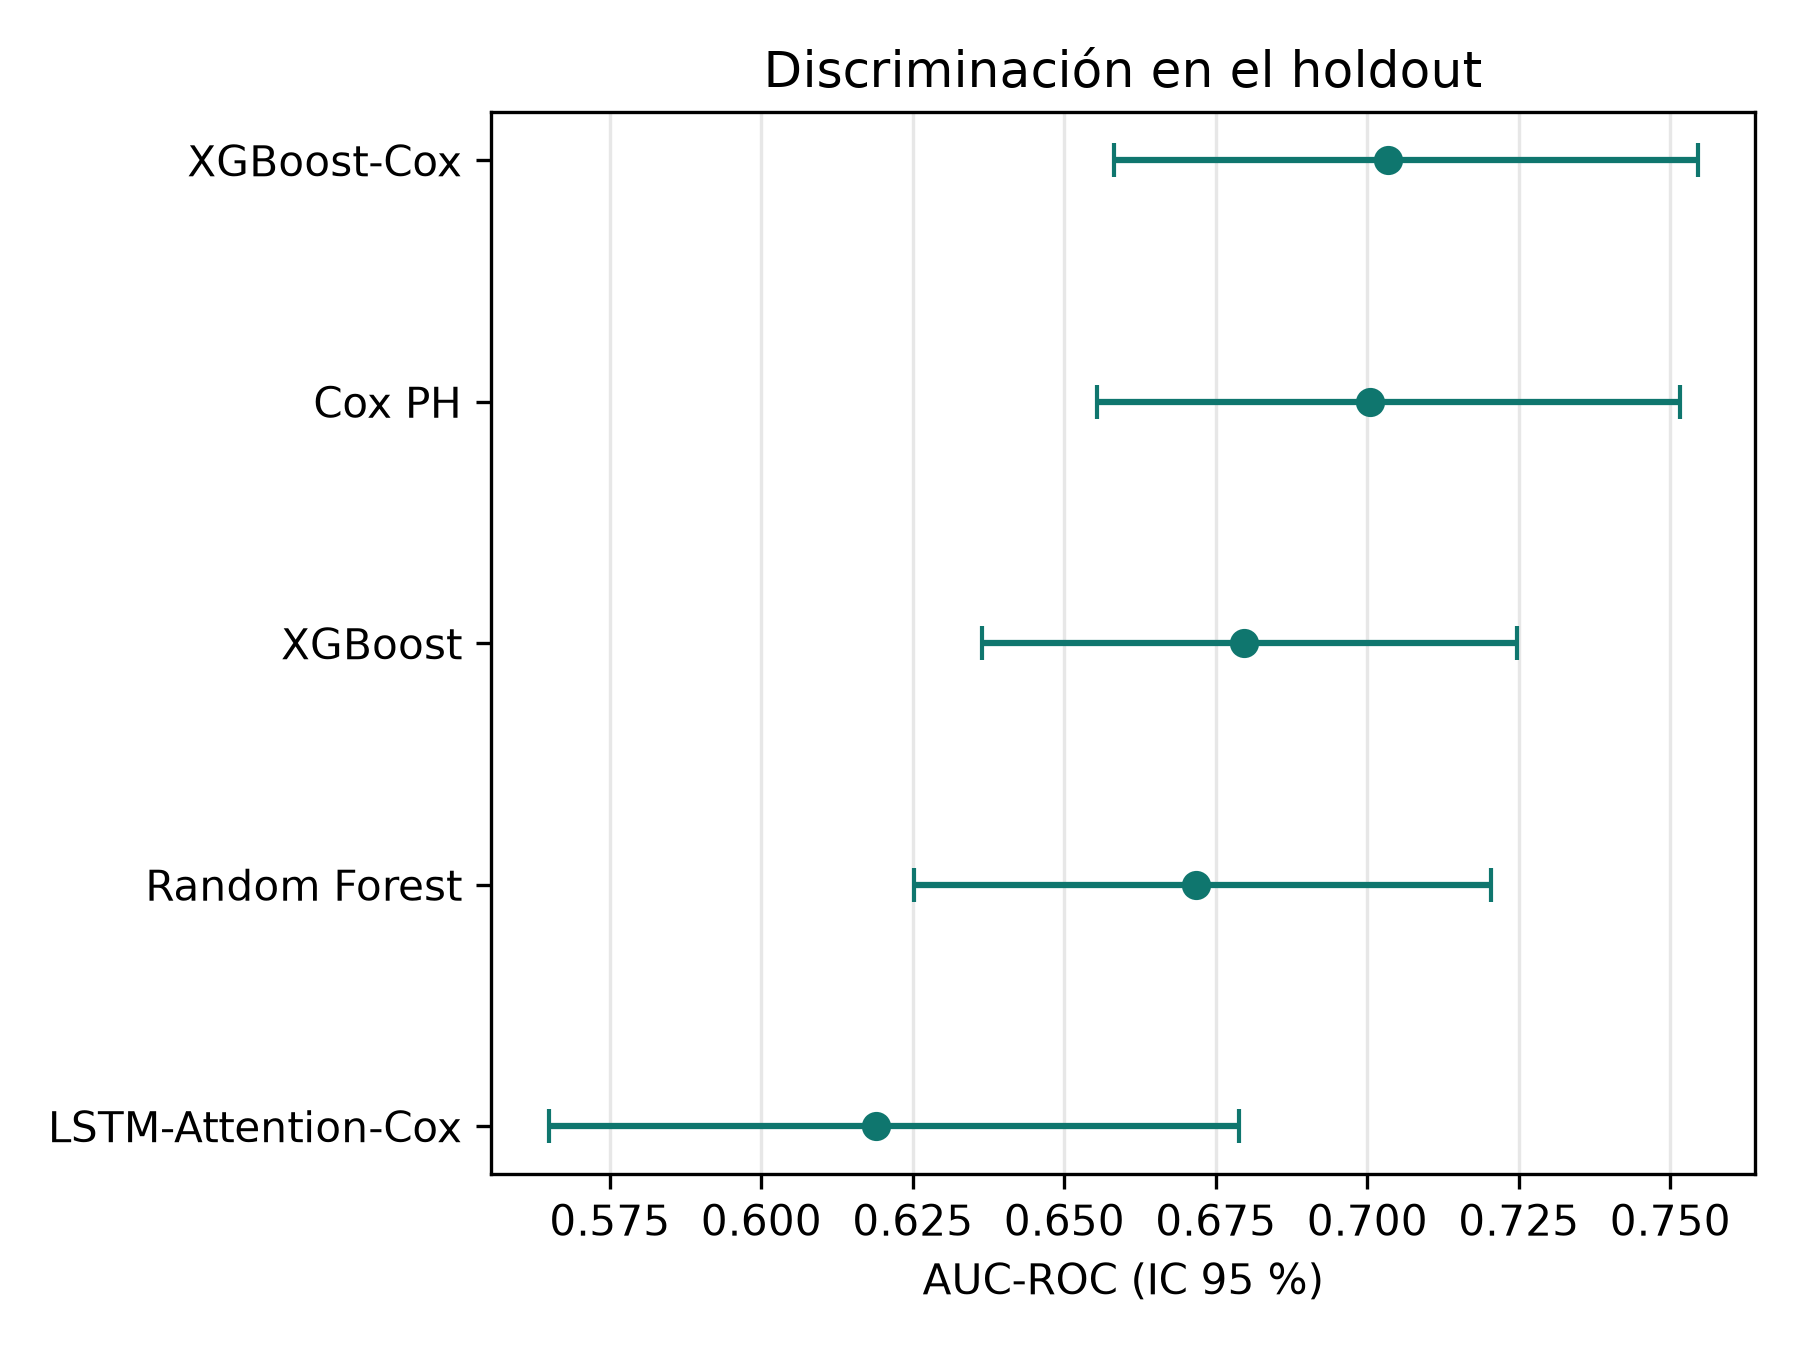 Discriminación en el holdout
XGBoost-Cox
Cox PH
XGBoost
Random Forest
LSTM-Attention-Cox
0.575 0.600 0.625 0.650 0.675 0.700 0.725 0.750
AUC-ROC (IC 95 %)